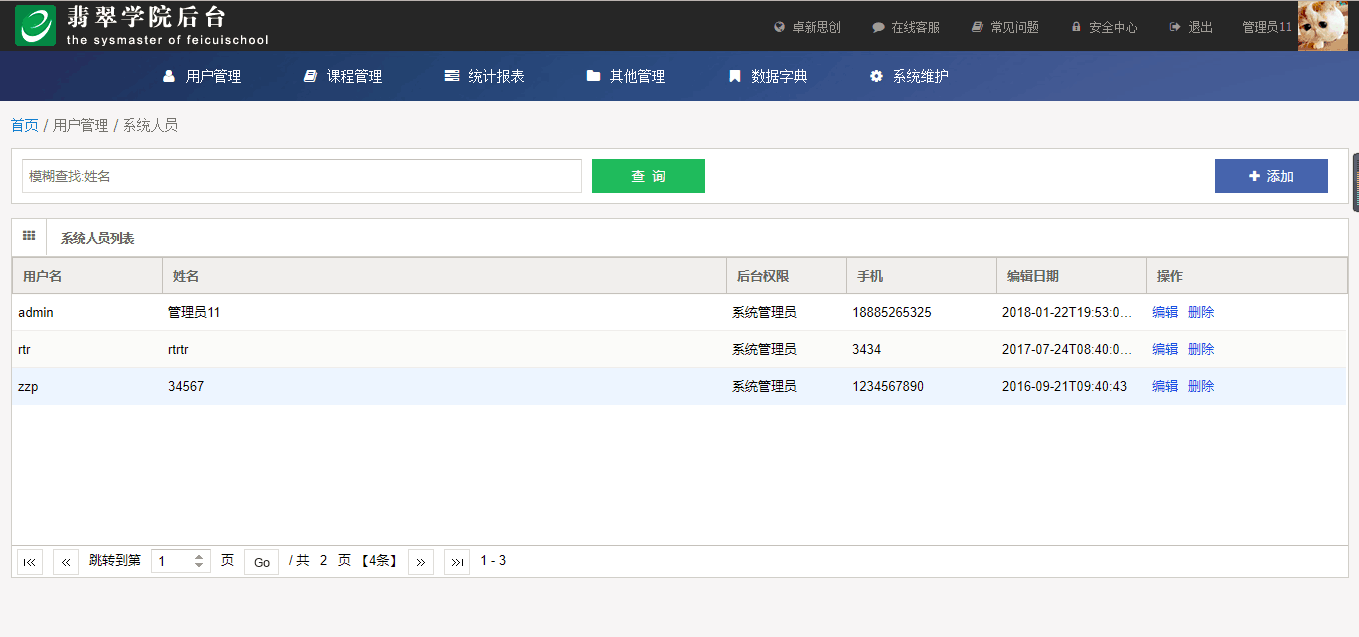 翡翠学院后台
the sysmaster of feicuischool
卓新思创 在线客服 常见问题 安全中心 退出 管理员11
用户管理 课程管理 统计报表 其他管理 数据字典 系统维护
首页 / 用户管理 / 系统人员
模糊查找:姓名 查 询 添加
系统人员列表
用户名 姓名 后台权限 手机 编辑日期 操作
admin 管理员11 系统管理员 18885265325 2018-01-22T19:53:0... 编辑 删除
rtr rtrtr 系统管理员 3434 2017-07-24T08:40:0... 编辑 删除
zzp 34567 系统管理员 1234567890 2016-09-21T09:40:43 编辑 删除
跳转到第 1 页 Go / 共 2 页 【4条】 1 - 3